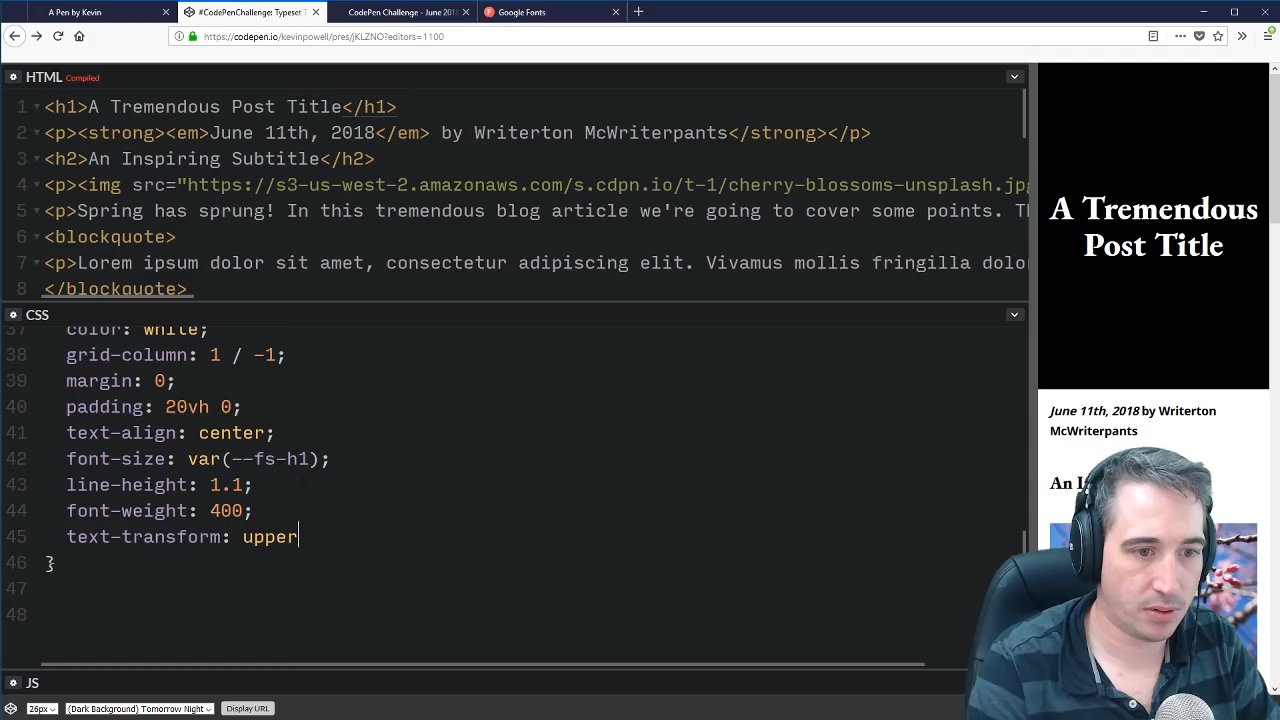 A Pen by Kevin
#CodePenChallenge: Typeset T
CodePen Challenge - June 201
Google Fonts
https://codepen.io/kevinpowell/pres/jKLZNO?editors=1100
HTML Compiled
1 <h1>A Tremendous Post Title</h1>
2 <p><strong><em>June 11th, 2018</em> by Writerton McWriterpants</strong></p>
3 <h2>An Inspiring Subtitle</h2>
4 <p><img src="https://s3-us-west-2.amazonaws.com/s.cdpn.io/t-1/cherry-blossoms-unsplash.jpg
5 <p>Spring has sprung! In this tremendous blog article we're going to cover some points. Th
6 <blockquote>
7 <p>Lorem ipsum dolor sit amet, consectetur adipiscing elit. Vivamus mollis fringilla dolo
8 </blockquote>
CSS
37 color: white;
38 grid-column: 1 / -1;
39 margin: 0;
40 padding: 20vh 0;
41 text-align: center;
42 font-size: var(--fs-h1);
43 line-height: 1.1;
44 font-weight: 400;
45 text-transform: upper
46 }
47
48
JS
26px (Dark Background) Tomorrow Night Display URL
A Tremendous
Post Title
June 11th, 2018 by Writerton
McWriterpants
An I